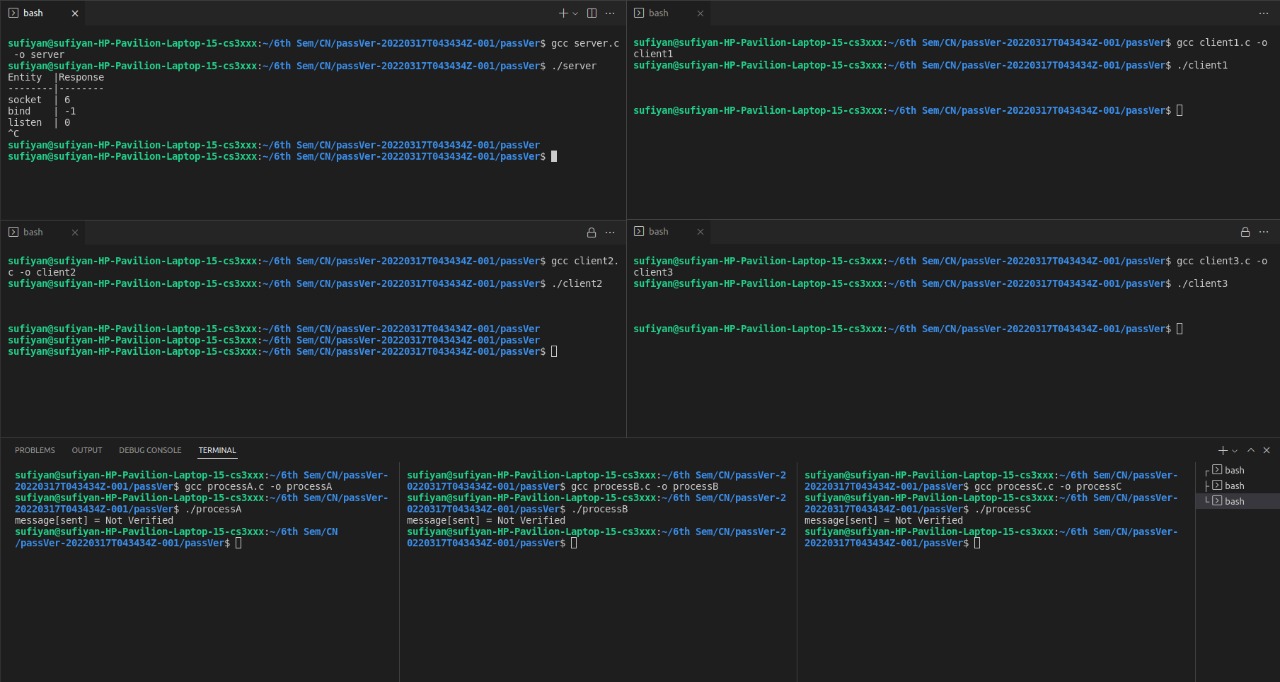 bash
sufiyan@sufiyan-HP-Pavilion-Laptop-15-cs3xxx:~/6th Sem/CN/passVer-20220317T043434Z-001/passVer$ gcc server.c
 -o server
sufiyan@sufiyan-HP-Pavilion-Laptop-15-cs3xxx:~/6th Sem/CN/passVer-20220317T043434Z-001/passVer$ ./server
Entity  |Response
--------|--------
socket  | 6
bind    | -1
listen  | 0
^C
sufiyan@sufiyan-HP-Pavilion-Laptop-15-cs3xxx:~/6th Sem/CN/passVer-20220317T043434Z-001/passVer
sufiyan@sufiyan-HP-Pavilion-Laptop-15-cs3xxx:~/6th Sem/CN/passVer-20220317T043434Z-001/passVer$
bash
sufiyan@sufiyan-HP-Pavilion-Laptop-15-cs3xxx:~/6th Sem/CN/passVer-20220317T043434Z-001/passVer$ gcc client1.c -o
client1
sufiyan@sufiyan-HP-Pavilion-Laptop-15-cs3xxx:~/6th Sem/CN/passVer-20220317T043434Z-001/passVer$ ./client1
sufiyan@sufiyan-HP-Pavilion-Laptop-15-cs3xxx:~/6th Sem/CN/passVer-20220317T043434Z-001/passVer$
bash
sufiyan@sufiyan-HP-Pavilion-Laptop-15-cs3xxx:~/6th Sem/CN/passVer-20220317T043434Z-001/passVer$ gcc client2.
c -o client2
sufiyan@sufiyan-HP-Pavilion-Laptop-15-cs3xxx:~/6th Sem/CN/passVer-20220317T043434Z-001/passVer$ ./client2
sufiyan@sufiyan-HP-Pavilion-Laptop-15-cs3xxx:~/6th Sem/CN/passVer-20220317T043434Z-001/passVer
sufiyan@sufiyan-HP-Pavilion-Laptop-15-cs3xxx:~/6th Sem/CN/passVer-20220317T043434Z-001/passVer
sufiyan@sufiyan-HP-Pavilion-Laptop-15-cs3xxx:~/6th Sem/CN/passVer-20220317T043434Z-001/passVer$
bash
sufiyan@sufiyan-HP-Pavilion-Laptop-15-cs3xxx:~/6th Sem/CN/passVer-20220317T043434Z-001/passVer$ gcc client3.c -o
client3
sufiyan@sufiyan-HP-Pavilion-Laptop-15-cs3xxx:~/6th Sem/CN/passVer-20220317T043434Z-001/passVer$ ./client3
sufiyan@sufiyan-HP-Pavilion-Laptop-15-cs3xxx:~/6th Sem/CN/passVer-20220317T043434Z-001/passVer$
PROBLEMS OUTPUT DEBUG CONSOLE TERMINAL
sufiyan@sufiyan-HP-Pavilion-Laptop-15-cs3xxx:~/6th Sem/CN/passVer-
20220317T043434Z-001/passVer$ gcc processA.c -o processA
sufiyan@sufiyan-HP-Pavilion-Laptop-15-cs3xxx:~/6th Sem/CN/passVer-
20220317T043434Z-001/passVer$ ./processA
message[sent] = Not Verified
sufiyan@sufiyan-HP-Pavilion-Laptop-15-cs3xxx:~/6th Sem/CN
/passVer-20220317T043434Z-001/passVer$
sufiyan@sufiyan-HP-Pavilion-Laptop-15-cs3xxx:~/6th Sem/CN/passVer-2
0220317T043434Z-001/passVer$ gcc processB.c -o processB
sufiyan@sufiyan-HP-Pavilion-Laptop-15-cs3xxx:~/6th Sem/CN/passVer-2
0220317T043434Z-001/passVer$ ./processB
message[sent] = Not Verified
sufiyan@sufiyan-HP-Pavilion-Laptop-15-cs3xxx:~/6th Sem/CN/passVer-2
0220317T043434Z-001/passVer$
sufiyan@sufiyan-HP-Pavilion-Laptop-15-cs3xxx:~/6th Sem/CN/passVer-
20220317T043434Z-001/passVer$ gcc processC.c -o processC
sufiyan@sufiyan-HP-Pavilion-Laptop-15-cs3xxx:~/6th Sem/CN/passVer-
20220317T043434Z-001/passVer$ ./processC
message[sent] = Not Verified
sufiyan@sufiyan-HP-Pavilion-Laptop-15-cs3xxx:~/6th Sem/CN/passVer-
20220317T043434Z-001/passVer$
bash
bash
bash